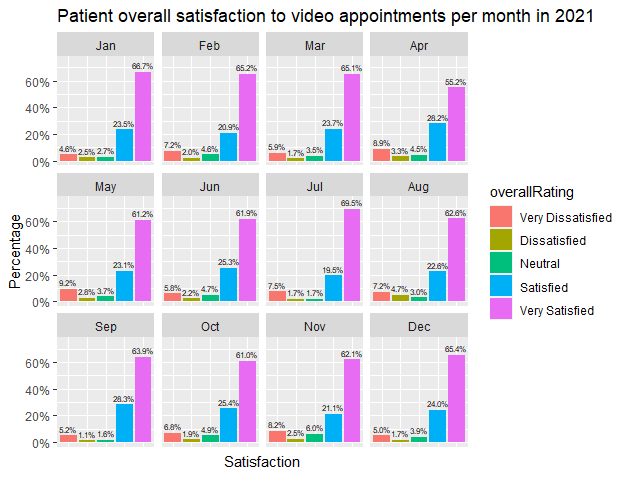 Patient overall satisfaction to video appointments per month in 2021
Jan Feb Mar Apr
60%
40%
20%
0%
4.6% 2.5% 2.7% 23.5% 66.7%
7.2% 2.0% 4.6% 20.9% 65.2%
5.9% 1.7% 3.5% 23.7% 65.1%
8.9% 3.3% 4.5% 28.2% 55.2%
May Jun Jul Aug
60%
40%
20%
0%
9.2% 2.8% 3.7% 23.1% 61.2%
5.8% 2.2% 4.7% 25.3% 61.9%
7.5% 1.7% 1.7% 19.5% 69.5%
7.2% 4.7% 3.0% 22.6% 62.6%
Sep Oct Nov Dec
60%
40%
20%
0%
5.2% 1.1% 1.6% 28.3% 63.9%
6.8% 1.9% 4.9% 25.4% 61.0%
8.2% 2.5% 6.0% 21.1% 62.1%
5.0% 1.7% 3.9% 24.0% 65.4%
Percentage
Satisfaction
overallRating
Very Dissatisfied
Dissatisfied
Neutral
Satisfied
Very Satisfied